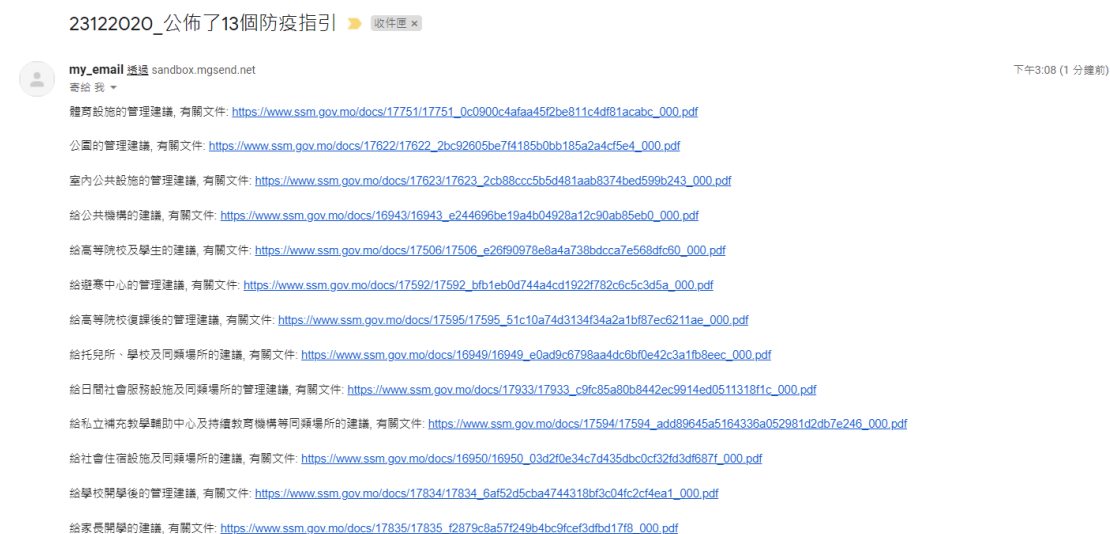 23122020_公佈了13個防疫指引 收件匣 ×
my_email 透過 sandbox.mgsend.net 下午3:08 (1 分鐘前)
寄給 我
體育設施的管理建議, 有關文件: https://www.ssm.gov.mo/docs/17751/17751_0c0900c4afaa45f2be811c4df81acabc_000.pdf
公園的管理建議, 有關文件: https://www.ssm.gov.mo/docs/17622/17622_2bc92605be7f4185b0bb185a2a4cf5e4_000.pdf
室內公共設施的管理建議, 有關文件: https://www.ssm.gov.mo/docs/17623/17623_2cb88ccc5b5d481aab8374bed599b243_000.pdf
給公共機構的建議, 有關文件: https://www.ssm.gov.mo/docs/16943/16943_e244696be19a4b04928a12c90ab85eb0_000.pdf
給高等院校及學生的建議, 有關文件: https://www.ssm.gov.mo/docs/17506/17506_e26f90978e8a4a738bdcca7e568dfc60_000.pdf
給避寒中心的管理建議, 有關文件: https://www.ssm.gov.mo/docs/17592/17592_bfb1eb0d744a4cd1922f782c6c5c3d5a_000.pdf
給高等院校復課後的管理建議, 有關文件: https://www.ssm.gov.mo/docs/17595/17595_51c10a74d3134f34a2a1bf87ec6211ae_000.pdf
給托兒所、學校及同類場所的建議, 有關文件: https://www.ssm.gov.mo/docs/16949/16949_e0ad9c6798aa4dc6bf0e42c3a1fb8eec_000.pdf
給日間社會服務設施及同類場所的管理建議, 有關文件: https://www.ssm.gov.mo/docs/17933/17933_c9fc85a80b8442ec9914ed0511318f1c_000.pdf
給私立補充教學輔助中心及持續教育機構等同類場所的建議, 有關文件: https://www.ssm.gov.mo/docs/17594/17594_add89645a5164336a052981d2db7e246_000.pdf
給社會住宿設施及同類場所的建議, 有關文件: https://www.ssm.gov.mo/docs/16950/16950_03d2f0e34c7d435dbc0cf32fd3df687f_000.pdf
給學校開學後的管理建議, 有關文件: https://www.ssm.gov.mo/docs/17834/17834_6af52d5cba4744318bf3c04fc2cf4ea1_000.pdf
給家長開學的建議, 有關文件: https://www.ssm.gov.mo/docs/17835/17835_f2879c8a57f249b4bc9fcef3dfbd17f8_000.pdf